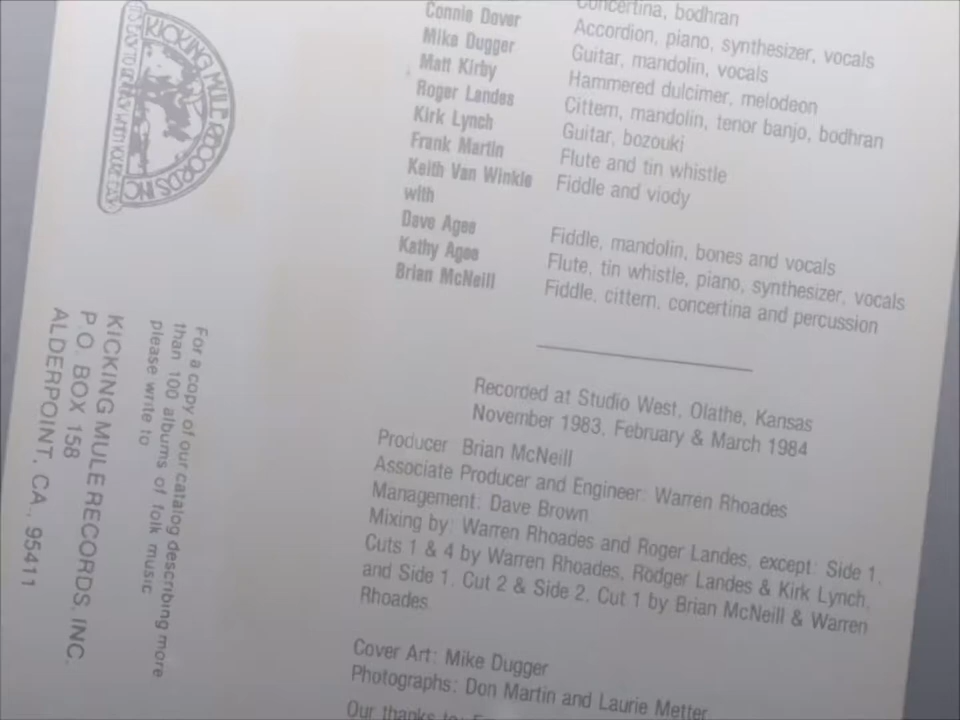 Concertina, bodhran
Connie Dover Accordion, piano, synthesizer, vocals
Mike Dugger Guitar, mandolin, vocals
Matt Kirby Hammered dulcimer, melodeon
Roger Landes Cittern, mandolin, tenor banjo, bodhran
Kirk Lynch Guitar, bozouki
Frank Martin Flute and tin whistle
Keith Van Winkle Fiddle and viody
with
Dave Agee Fiddle, mandolin, bones and vocals
Kathy Agee Flute, tin whistle, piano, synthesizer, vocals
Brian McNeill Fiddle, cittern, concertina and percussion
Recorded at Studio West, Olathe, Kansas
November 1983, February & March 1984
Producer Brian McNeill
Associate Producer and Engineer: Warren Rhoades
Management: Dave Brown
Mixing by: Warren Rhoades and Roger Landes, except: Side 1,
Cuts 1 & 4 by Warren Rhoades, Rodger Landes & Kirk Lynch,
and Side 1, Cut 2 & Side 2, Cut 1 by Brian McNeill & Warren
Rhoades
Cover Art: Mike Dugger
Photographs: Don Martin and Laurie Metter
Our thanks to:
KICKING MULE RECORDS INC
For a copy of our catalog describing more
than 100 albums of folk music
please write to
KICKING MULE RECORDS, INC.
P.O. BOX 158
ALDERPOINT, CA., 95411